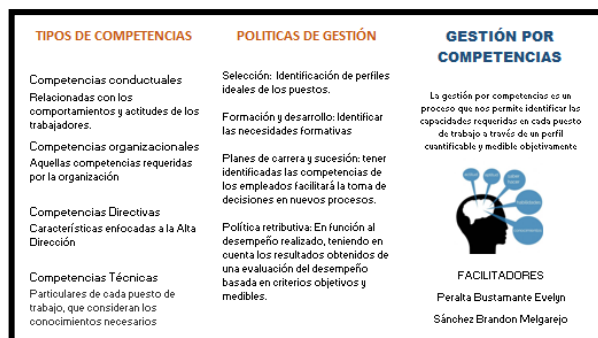 TIPOS DE COMPETENCIAS
Competencias conductuales
Relacionadas con los
comportamientos y actitudes de los
trabajadores.
Competencias organizacionales
Aquellas competencias requeridas
por la organización
Competencias Directivas
Características enfocadas a la Alta
Dirección
Competencias Técnicas
Particulares de cada puesto de
trabajo, que consideran los
conocimientos necesarios
POLITICAS DE GESTIÓN
Selección: Identificación de perfiles
ideales de los puestos.
Formación y desarrollo: Identificar
las necesidades formativas
Planes de carrera y sucesión: tener
identificadas las competencias de
los empleados facilitará la toma de
decisiones en nuevos procesos.
Política retributiva: En función al
desempeño realizado, teniendo en
cuenta los resultados obtenidos de
una evaluación del desempeño
basada en criterios objetivos y
medibles.
GESTIÓN POR
COMPETENCIAS
La gestión por competencias es un
proceso que nos permite identificar las
capacidades requeridas en cada puesto
de trabajo a través de un perfil
cuantificable y medible objetivamente
saber
hacer
habilidades
conocimientos
FACILITADORES
Peralta Bustamante Evelyn
Sánchez Brandon Melgarejo